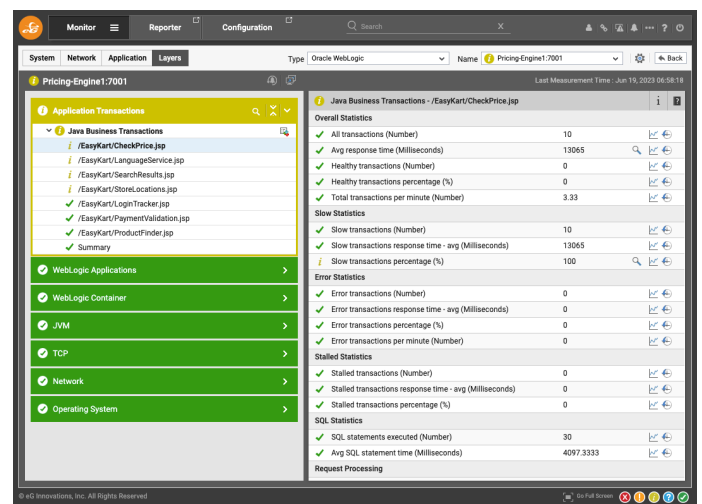 eG
Monitor
Reporter
Configuration
Search
System Network Application Layers
Type Oracle WebLogic
Name Pricing-Engine1:7001
Back
Pricing-Engine1:7001
Last Measurement Time : Jun 19, 2023 06:58:18
Application Transactions
Java Business Transactions
/EasyKart/CheckPrice.jsp
/EasyKart/LanguageService.jsp
/EasyKart/SearchResults.jsp
/EasyKart/StoreLocations.jsp
/EasyKart/LoginTracker.jsp
/EasyKart/PaymentValidation.jsp
/EasyKart/ProductFinder.jsp
Summary
WebLogic Applications
WebLogic Container
JVM
TCP
Network
Operating System
Java Business Transactions - /EasyKart/CheckPrice.jsp
Overall Statistics
All transactions (Number) 10
Avg response time (Milliseconds) 13065
Healthy transactions (Number) 0
Healthy transactions percentage (%) 0
Total transactions per minute (Number) 3.33
Slow Statistics
Slow transactions (Number) 10
Slow transactions response time - avg (Milliseconds) 13065
Slow transactions percentage (%) 100
Error Statistics
Error transactions (Number) 0
Error transactions response time - avg (Milliseconds) 0
Error transactions percentage (%) 0
Error transactions per minute (Number) 0
Stalled Statistics
Stalled transactions (Number) 0
Stalled transactions response time - avg (Milliseconds) 0
Stalled transactions percentage (%) 0
SQL Statistics
SQL statements executed (Number) 30
Avg SQL statement time (Milliseconds) 4097.3333
Request Processing
© eG Innovations, Inc. All Rights Reserved
Go Full Screen